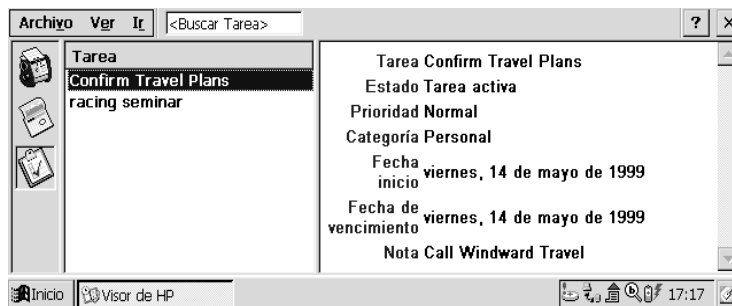 Archivo Ver Ir <Buscar Tarea> ? ×
Tarea
Confirm Travel Plans
racing seminar
Tarea Confirm Travel Plans
Estado Tarea activa
Prioridad Normal
Categoría Personal
Fecha inicio viernes, 14 de mayo de 1999
Fecha de vencimiento viernes, 14 de mayo de 1999
Nota Call Windward Travel
Inicio Visor de HP 17:17